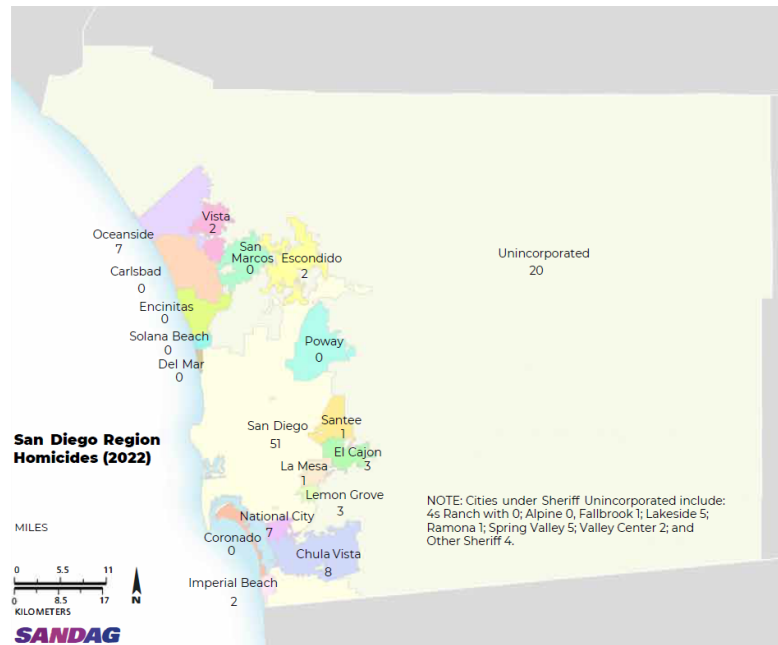 Vista
2
Oceanside
7
San
Marcos
0
Escondido
2
Unincorporated
20
Carlsbad
0
Encinitas
0
Solana Beach
0
Del Mar
0
Poway
0
San Diego
51
Santee
1
El Cajon
3
La Mesa
1
Lemon Grove
3
San Diego Region
Homicides (2022)
National City
7
Coronado
0
Chula Vista
8
Imperial Beach
2
NOTE: Cities under Sheriff Unincorporated include:
4s Ranch with 0; Alpine 0, Fallbrook 1; Lakeside 5;
Ramona 1; Spring Valley 5; Valley Center 2; and
Other Sheriff 4.
MILES
0 5.5 11
0 8.5 17
KILOMETERS
N
SANDAG